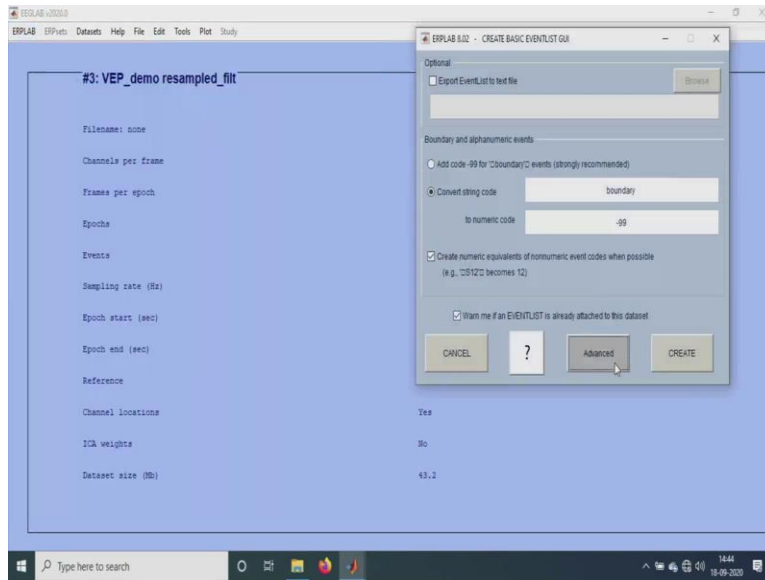 EEGLAB v2020.0
ERPLAB ERPsets Datasets Help File Edit Tools Plot Study
#3: VEP_demo resampled_filt
Filename: none
Channels per frame
Frames per epoch
Epochs
Events
Sampling rate (Hz)
Epoch start (sec)
Epoch end (sec)
Reference
Channel locations Yes
ICA weights No
Dataset size (Mb) 43.2
ERPLAB 8.02 - CREATE BASIC EVENTLIST GUI
Optional
Export EventList to text file
Browse
Boundary and alphanumeric events
Add code -99 for □boundary□ events (strongly recommended)
Convert string code boundary
to numeric code -99
Create numeric equivalents of nonnumeric event codes when possible
(e.g., □S12□ becomes 12)
Warn me if an EVENTLIST is already attached to this dataset
CANCEL ? Advanced CREATE
Type here to search
14:44
18-09-2020